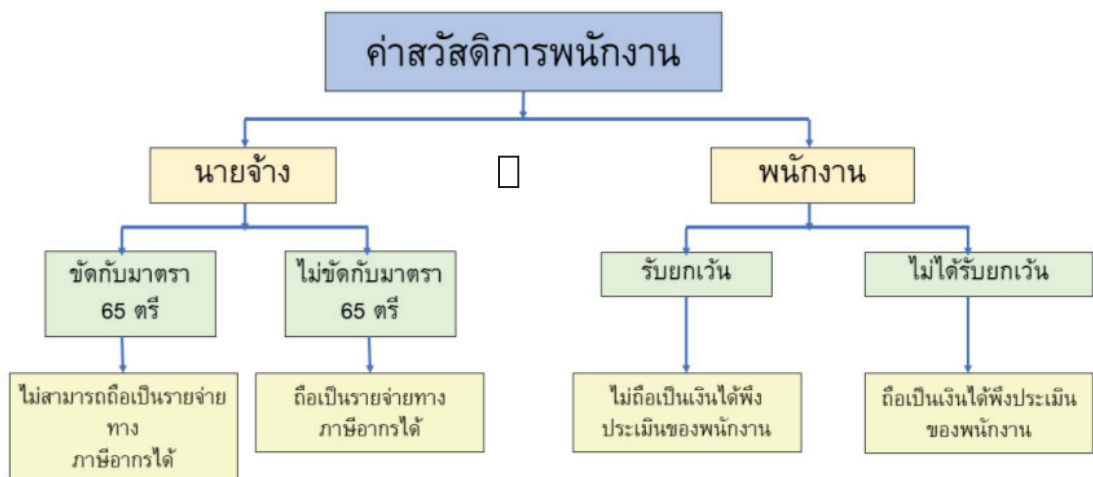 ค่าสวัสดิการพนักงาน
นายจ้าง
พนักงาน
ขัดกับมาตรา
65 ตรี
ไม่ขัดกับมาตรา
65 ตรี
รับยกเว้น
ไม่ได้รับยกเว้น
ไม่สามารถถือเป็นรายจ่าย
ทาง
ภาษีอากรได้
ถือเป็นรายจ่ายทาง
ภาษีอากรได้
ไม่ถือเป็นเงินได้พึง
ประเมินของพนักงาน
ถือเป็นเงินได้พึงประเมิน
ของพนักงาน